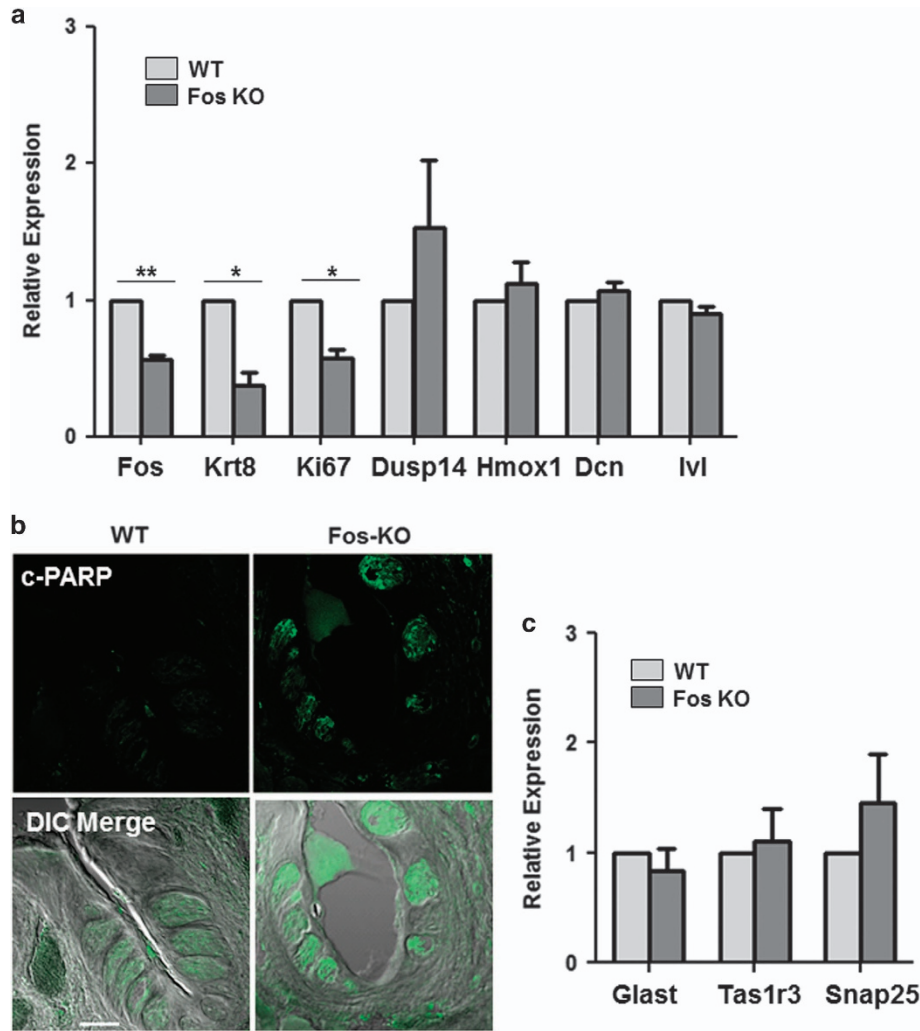 a
3
2
1
0
Relative Expression
WT
Fos KO
** * *
Fos Krt8 Ki67 Dusp14 Hmox1 Dcn Ivl
b
WT Fos-KO
c-PARP
DIC Merge
c
3
2
1
0
Relative Expression
WT
Fos KO
Glast Tas1r3 Snap25